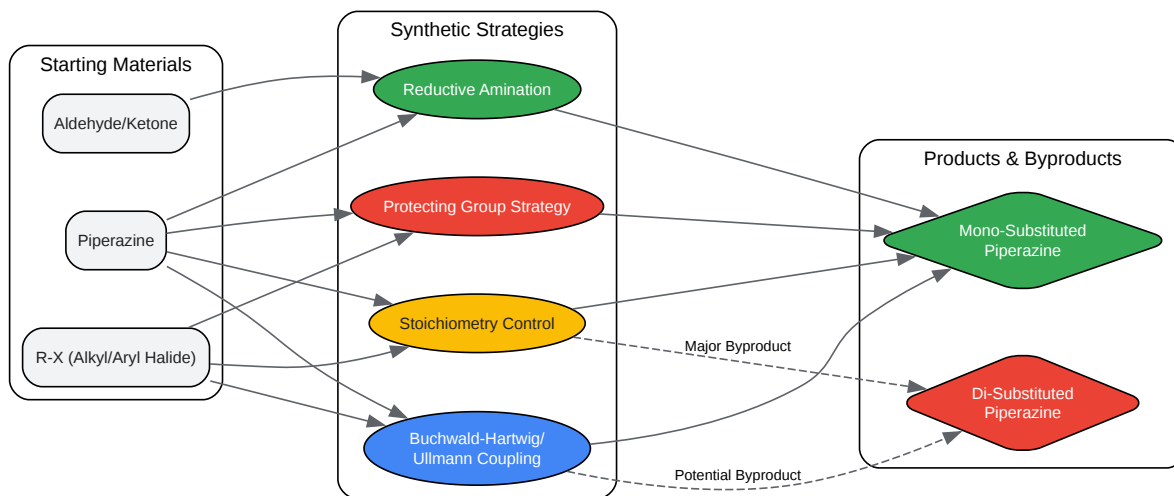 Starting Materials
Aldehyde/Ketone
Piperazine
R-X (Alkyl/Aryl Halide)
Synthetic Strategies
Reductive Amination
Protecting Group Strategy
Stoichiometry Control
Buchwald-Hartwig/
Ullmann Coupling
Major Byproduct
Potential Byproduct
Products & Byproducts
Mono-Substituted
Piperazine
Di-Substituted
Piperazine